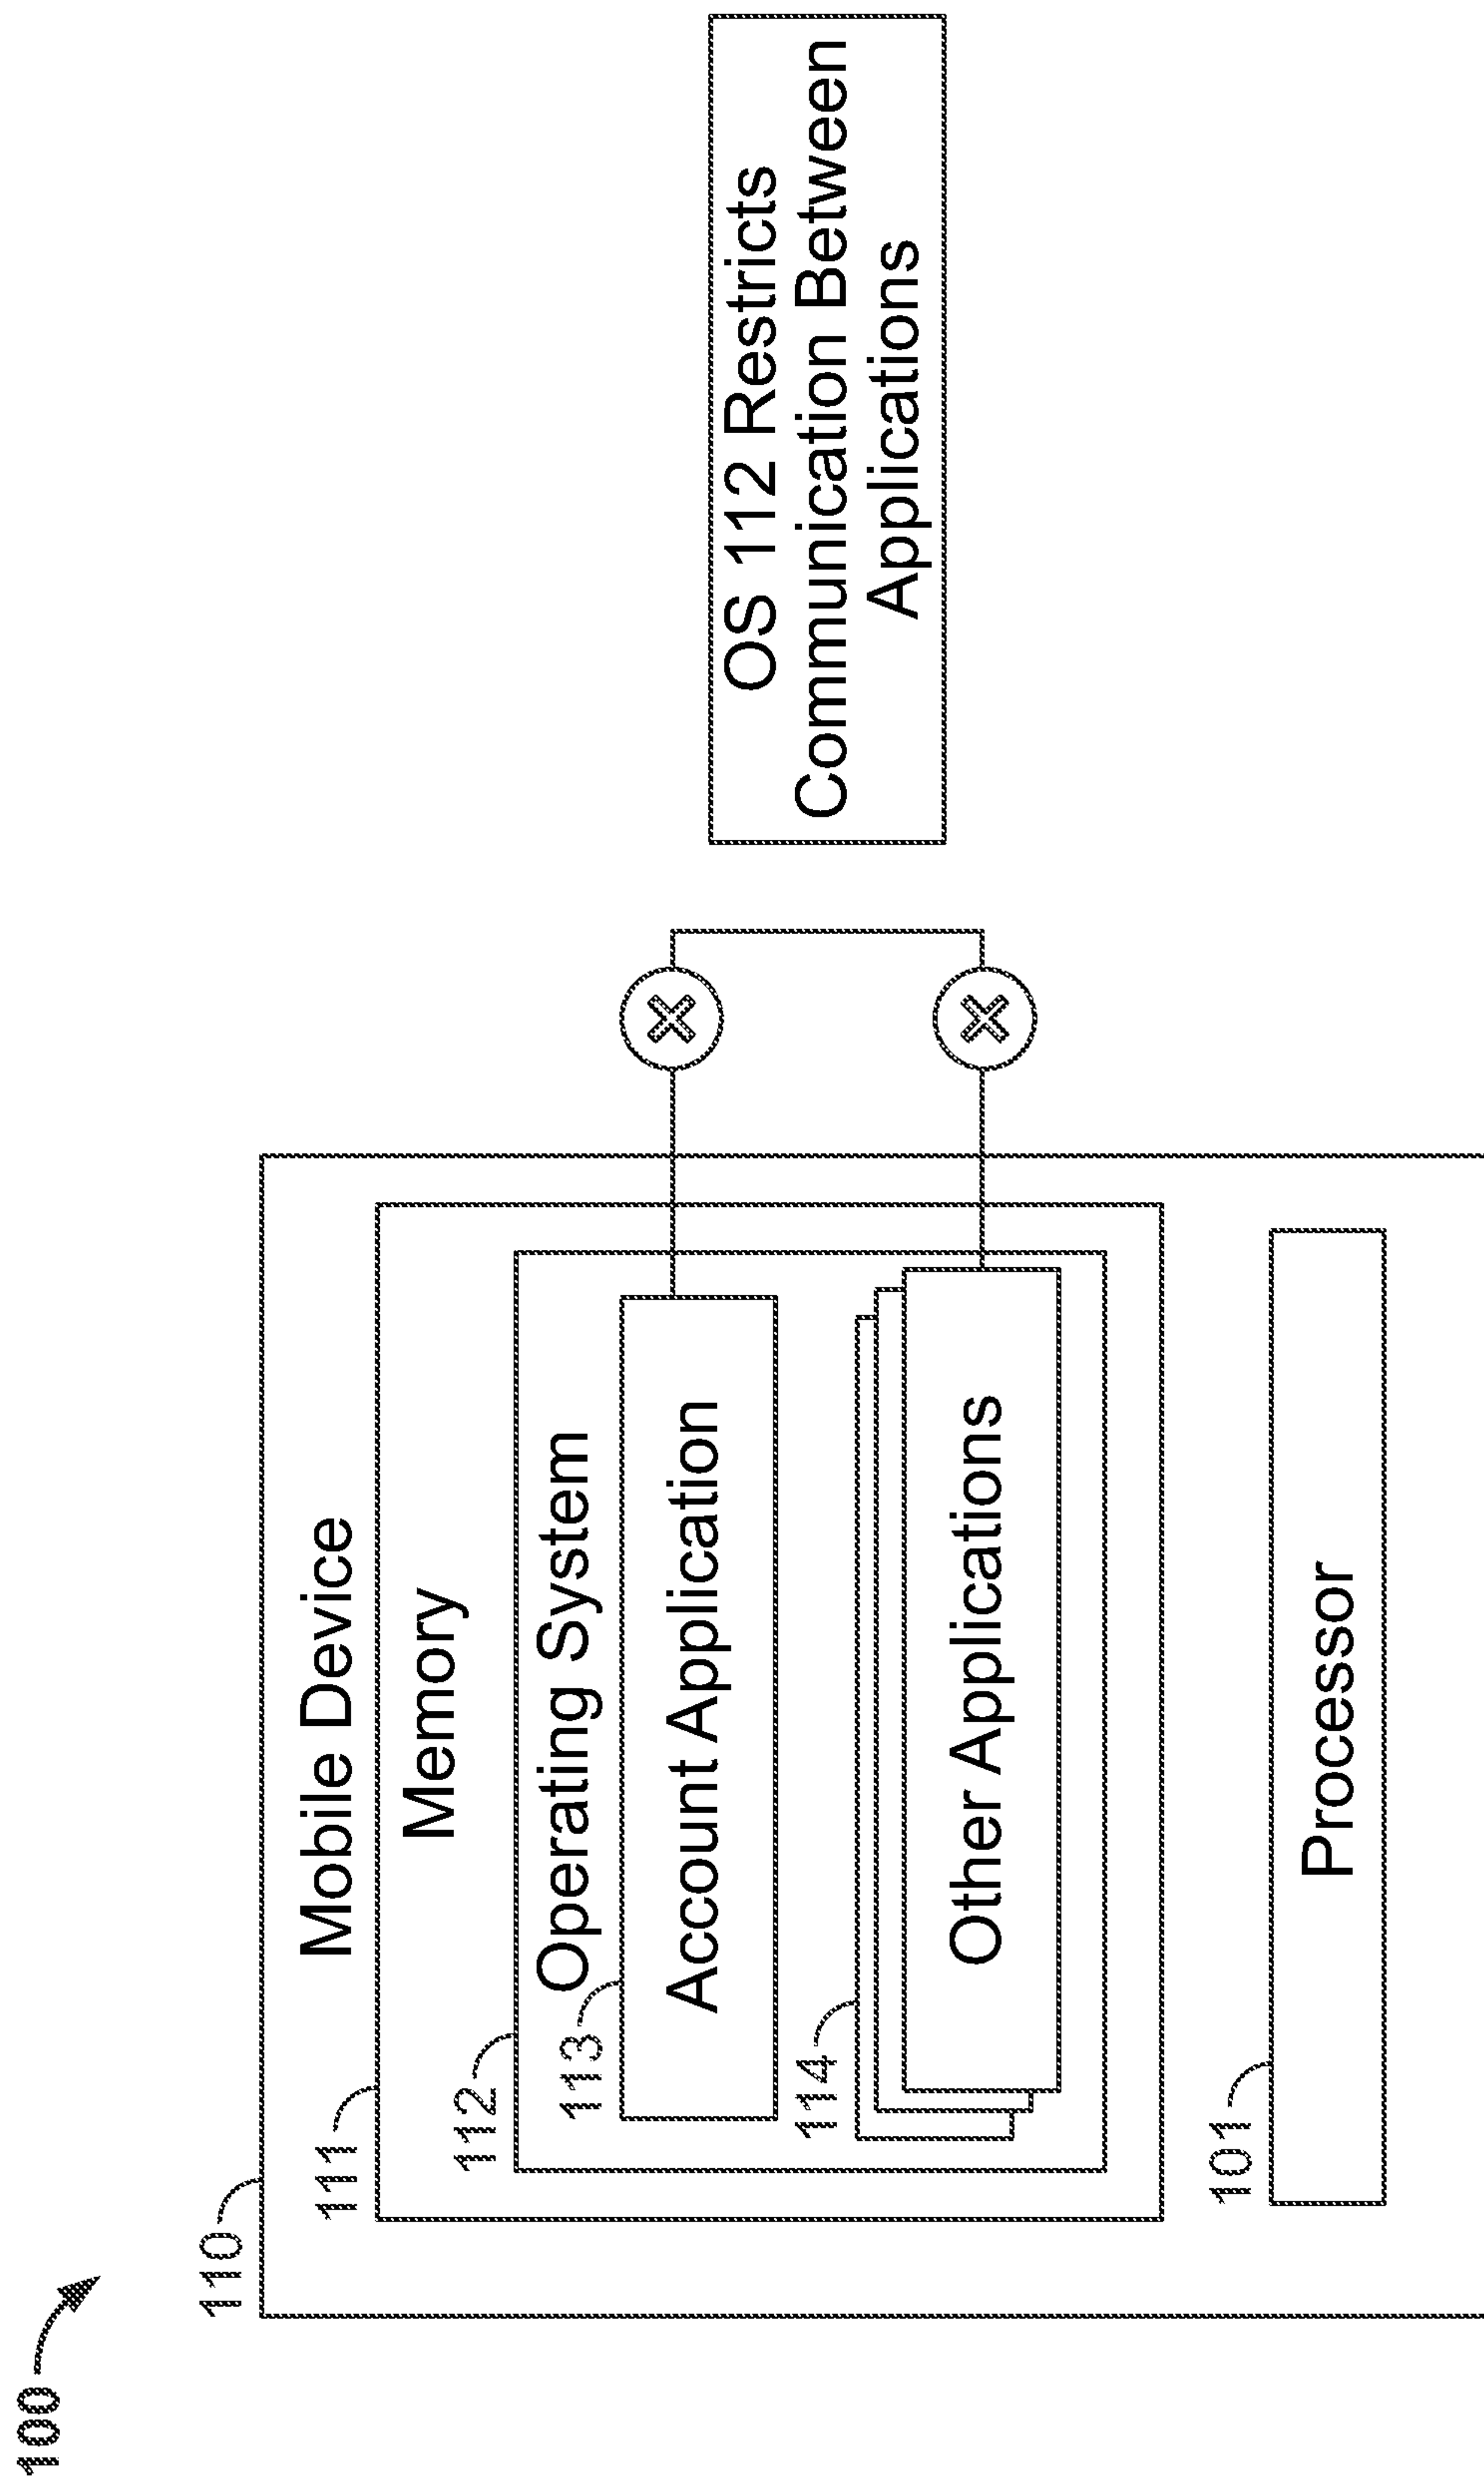 100
110
Mobile Device
111
Memory
112
Operating System
113
Account Application
114
Other Applications
101
Processor
OS 112 Restricts
Communication Between
Applications